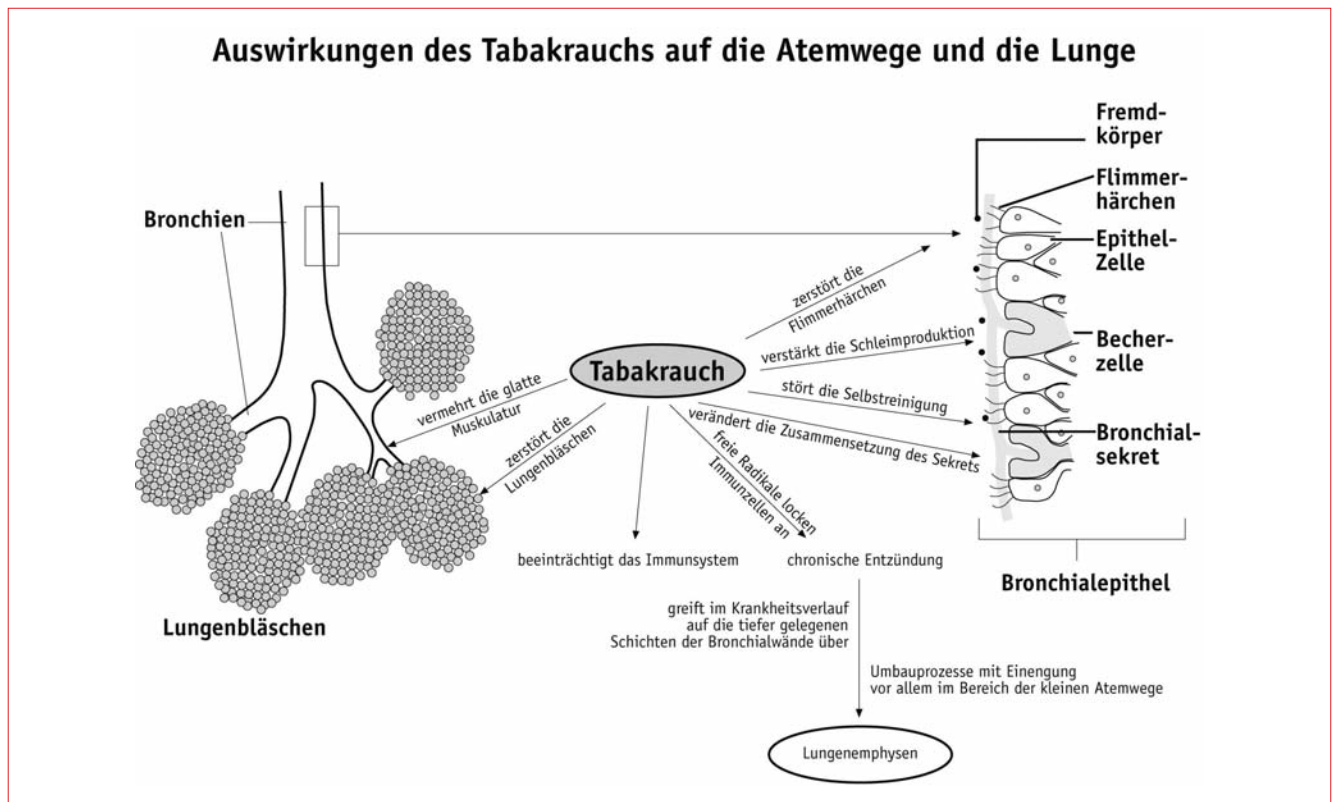 Auswirkungen des Tabakrauchs auf die Atemwege und die Lunge
Fremd-
körper
Flimmer-
härchen
Epithel-
Zelle
Becher-
zelle
Bronchial-
sekret
Bronchialepithel
Bronchien
Lungenbläschen
Tabakrauch
zerstört die
Flimmerhärchen
verstärkt die Schleimproduktion
stört die Selbstreinigung
verändert die Zusammensetzung des Sekrets
vermehrt die glatte
Muskulatur
zerstört die
Lungenbläschen
freie Radikale locken
Immunzellen an
beeinträchtigt das Immunsystem
chronische Entzündung
greift im Krankheitsverlauf
auf die tiefer gelegenen
Schichten der Bronchialwände über
Umbauprozesse mit Einengung
vor allem im Bereich der kleinen Atemwege
Lungenemphysen